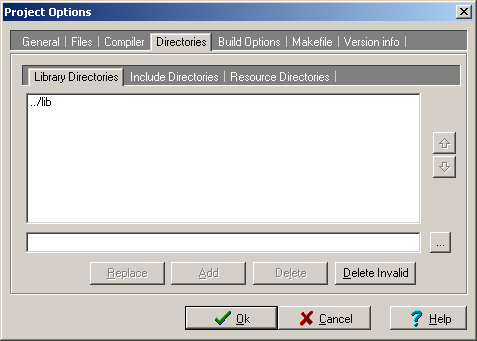 Project Options
General | Files | Compiler | Directories | Build Options | Makefile | Version info |
Library Directories | Include Directories | Resource Directories |
../lib
...
Replace Add Delete Delete Invalid
Ok Cancel ? Help